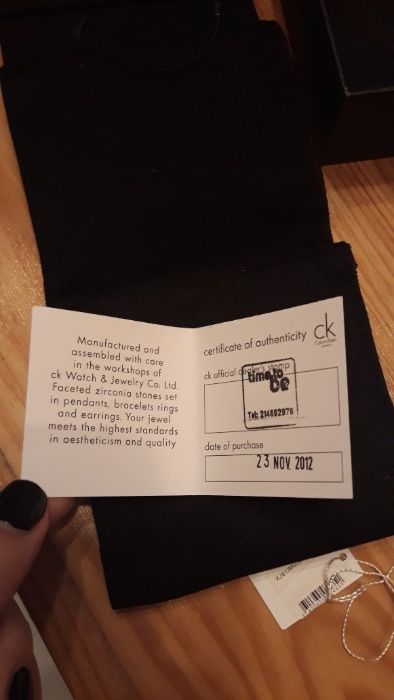 Manufactured and
assembled with care
in the workshops of
ck Watch & Jewelry Co. Ltd.
Faceted zirconia stones set
in pendants, bracelets rings
and earrings. Your jewel
meets the highest standards
in aestheticism and quality
certificate of authenticity
ck
Calvin Klein
ck official dealer's stamp
time to
be
Tel: 214692976
date of purchase
23 NOV. 2012